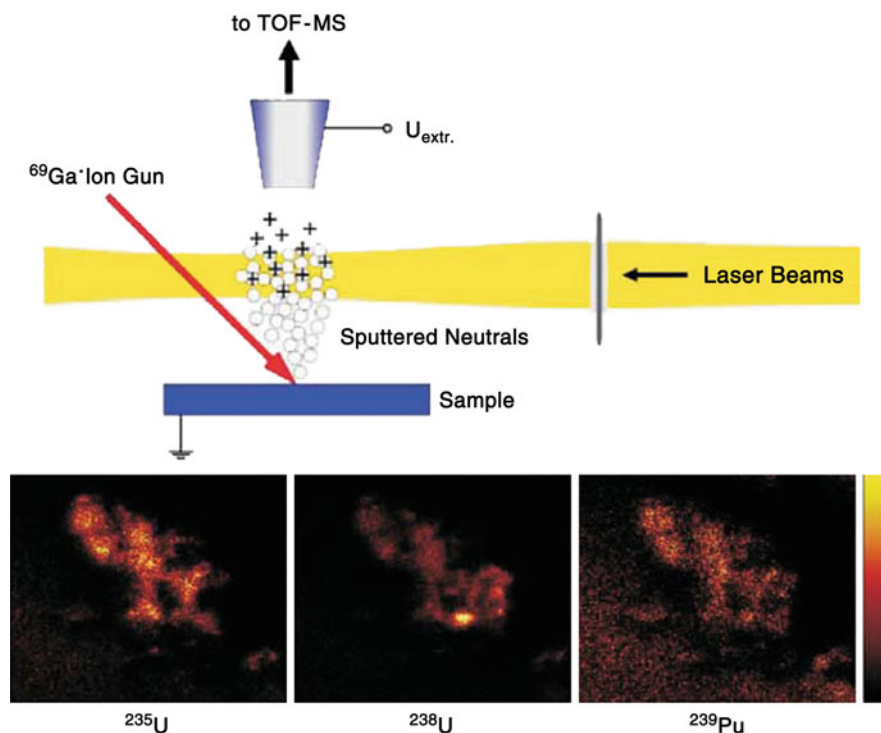 to TOF-MS
Uextr.
⁶⁹Ga·Ion Gun
Laser Beams
Sputtered Neutrals
Sample
²³⁵U
²³⁸U
²³⁹Pu